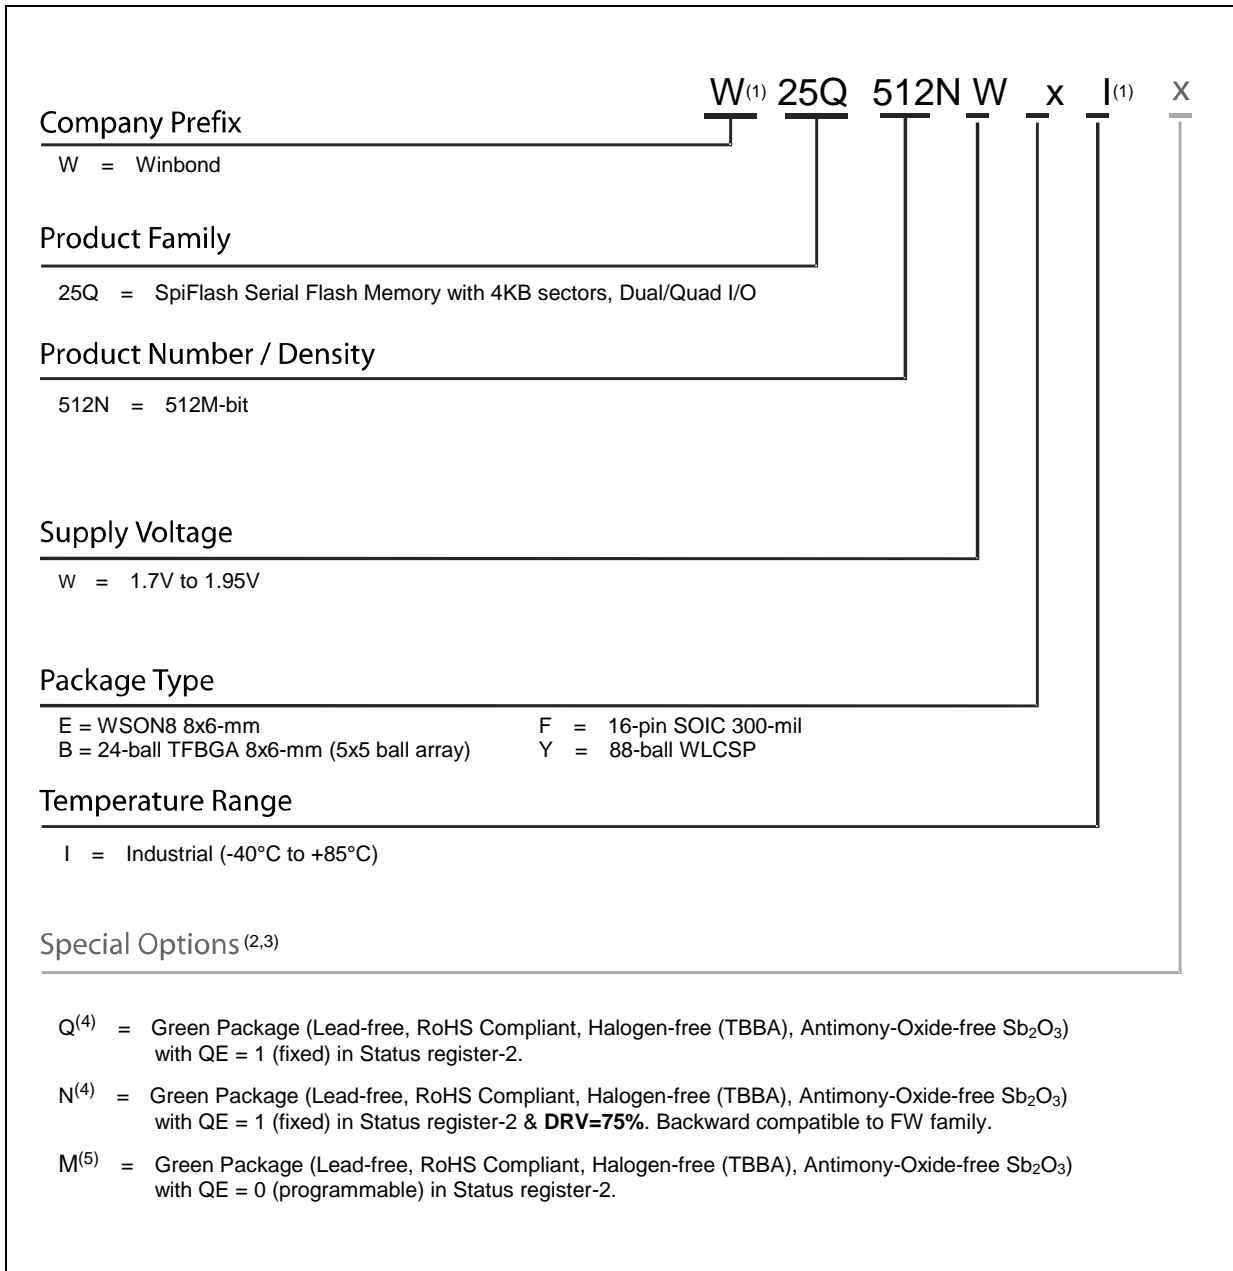 W(1) 25Q 512N W x I(1) x
Company Prefix
W = Winbond
Product Family
25Q = SpiFlash Serial Flash Memory with 4KB sectors, Dual/Quad I/O
Product Number / Density
512N = 512M-bit
Supply Voltage
W = 1.7V to 1.95V
Package Type
E = WSON8 8x6-mm F = 16-pin SOIC 300-mil
B = 24-ball TFBGA 8x6-mm (5x5 ball array) Y = 88-ball WLCSP
Temperature Range
I = Industrial (-40°C to +85°C)
Special Options (2,3)
Q(4) = Green Package (Lead-free, RoHS Compliant, Halogen-free (TBBA), Antimony-Oxide-free Sb2O3)
with QE = 1 (fixed) in Status register-2.
N(4) = Green Package (Lead-free, RoHS Compliant, Halogen-free (TBBA), Antimony-Oxide-free Sb2O3)
with QE = 1 (fixed) in Status register-2 & DRV=75%. Backward compatible to FW family.
M(5) = Green Package (Lead-free, RoHS Compliant, Halogen-free (TBBA), Antimony-Oxide-free Sb2O3)
with QE = 0 (programmable) in Status register-2.